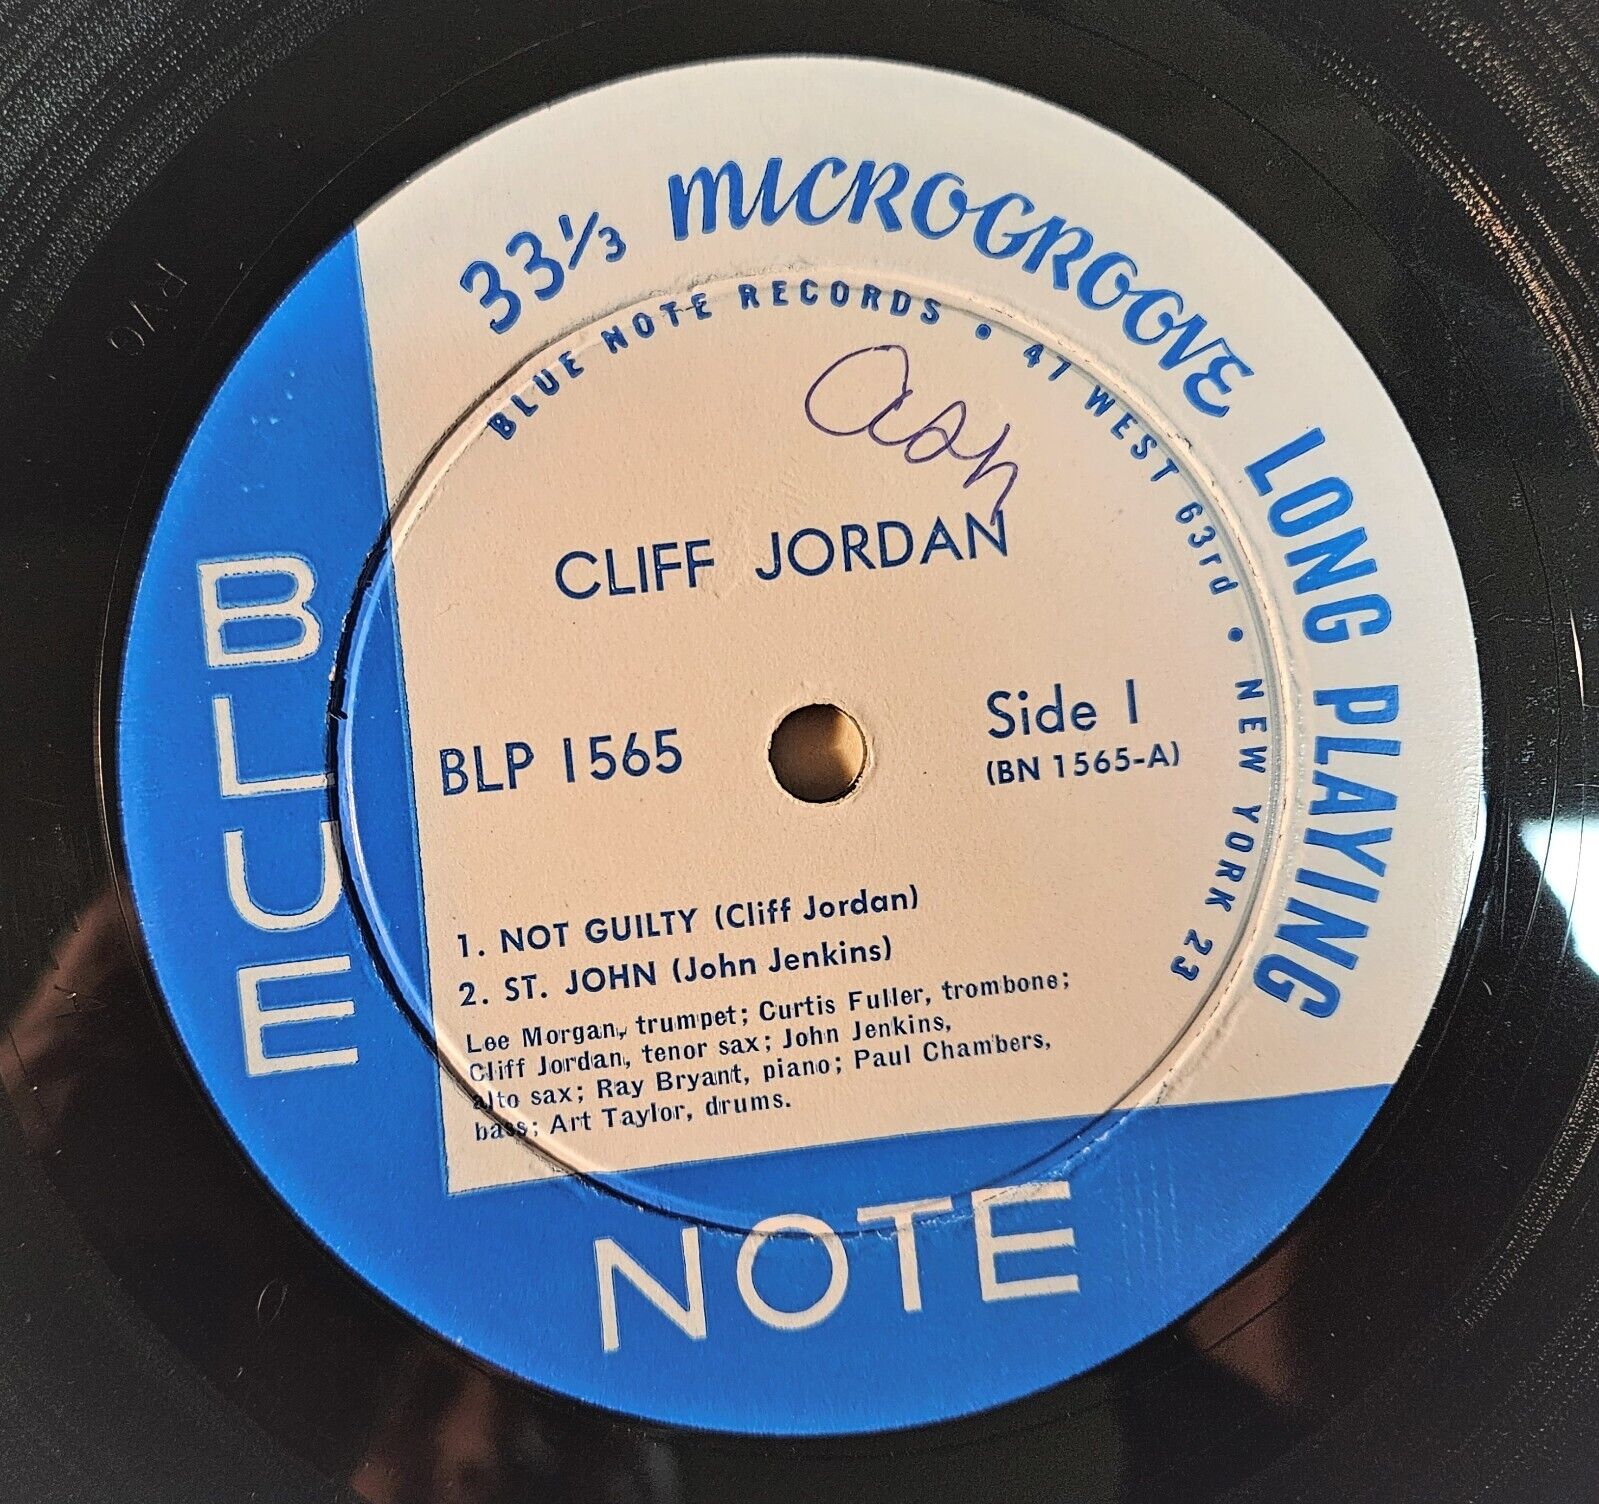 33⅓ MICROGROOVE LONG PLAYING
BLUE NOTE RECORDS • 47 WEST 63rd • NEW YORK 23
CLIFF JORDAN
BLP 1565
Side 1
(BN 1565-A)
1. NOT GUILTY (Cliff Jordan)
2. ST. JOHN (John Jenkins)
Lee Morgan, trumpet; Curtis Fuller, trombone;
Cliff Jordan, tenor sax; John Jenkins,
alto sax; Ray Bryant, piano; Paul Chambers,
bass; Art Taylor, drums.
BLUE
NOTE